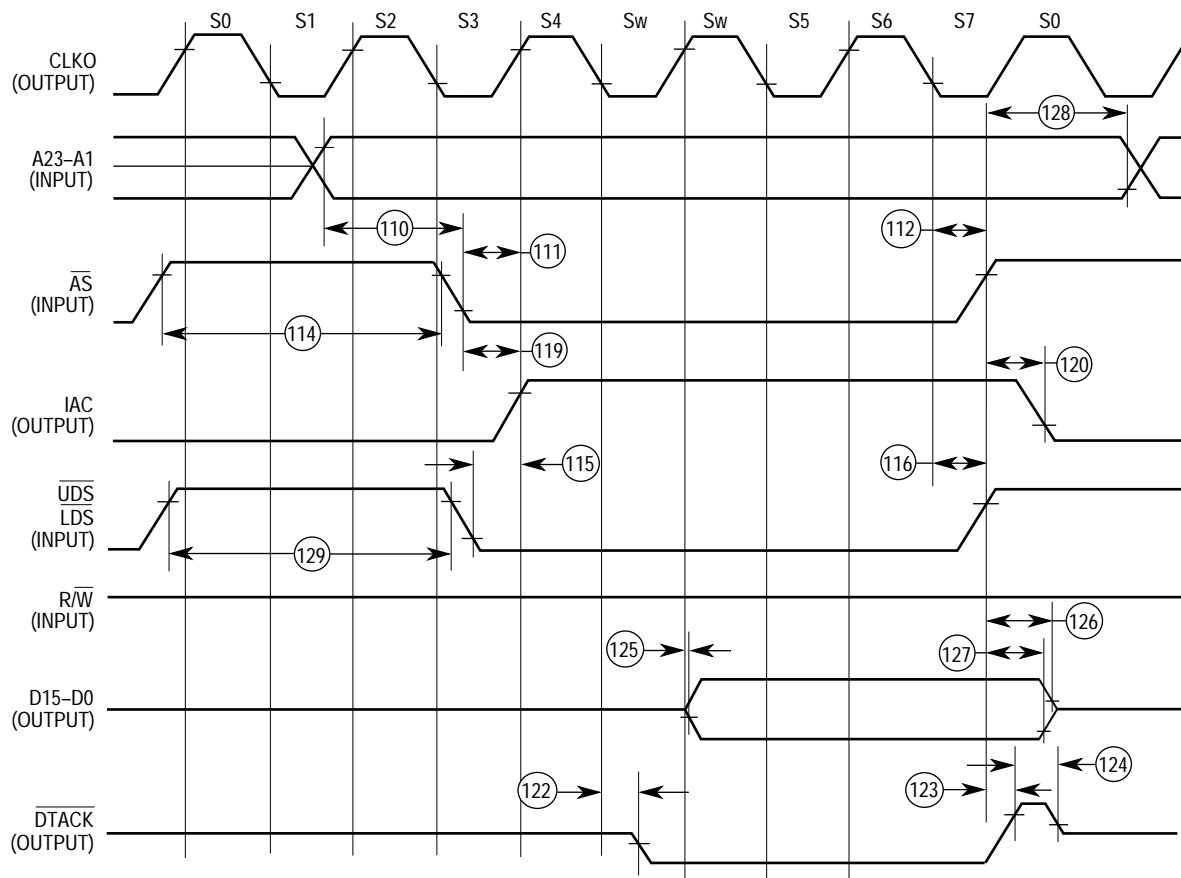 S0 S1 S2 S3 S4 Sw Sw S5 S6 S7 S0
CLKO
(OUTPUT)
128
A23–A1
(INPUT)
110
111
112
AS
(INPUT)
114
119
120
IAC
(OUTPUT)
115
116
UDS
LDS
(INPUT)
129
R/W
(INPUT)
126
125
127
D15–D0
(OUTPUT)
124
122
123
DTACK
(OUTPUT)